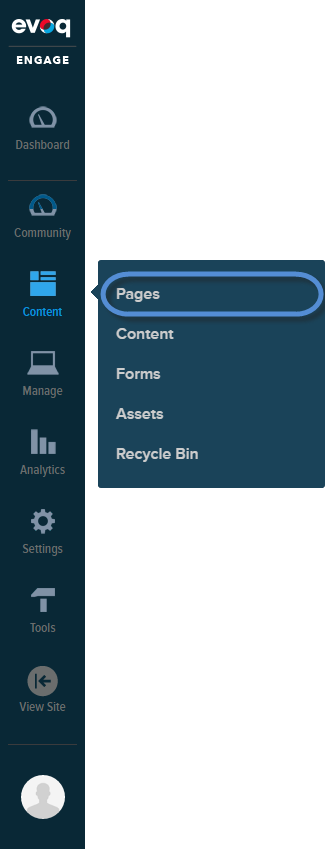 evoq
ENGAGE
Dashboard
Community
Content
Manage
Analytics
Settings
Tools
View Site
Pages
Content
Forms
Assets
Recycle Bin